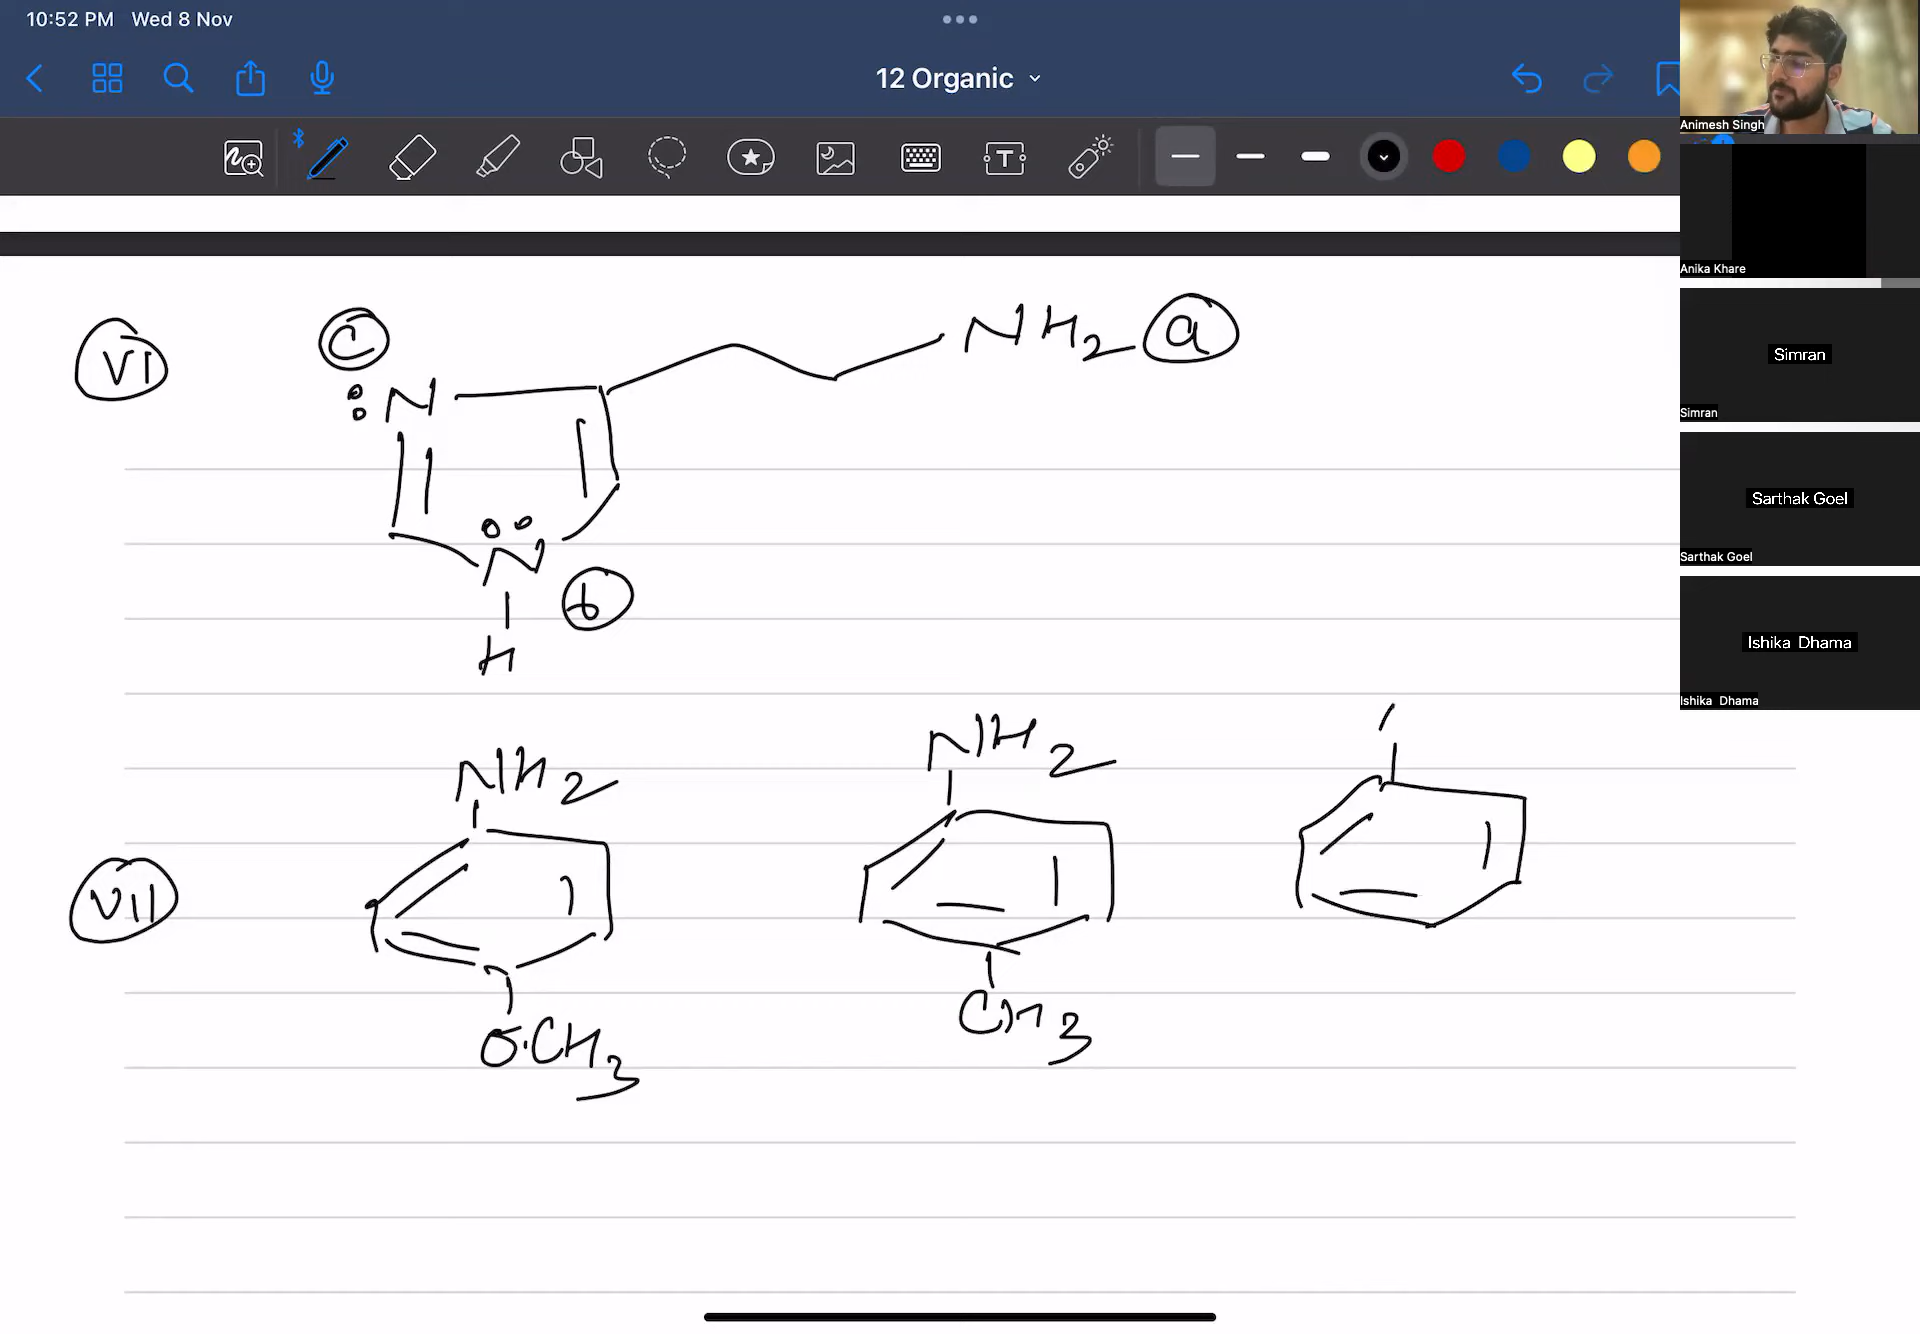 10:52 PM Wed 8 Nov
12 Organic
T
Animesh Singh
Anika Khare
Simran
Simran
Sarthak Goel
Sarthak Goel
Ishika Dhama
Ishika Dhama
VI
C
NH2 a
N
N
b
H
VII
NH2
NH2
O.CH3
CH3